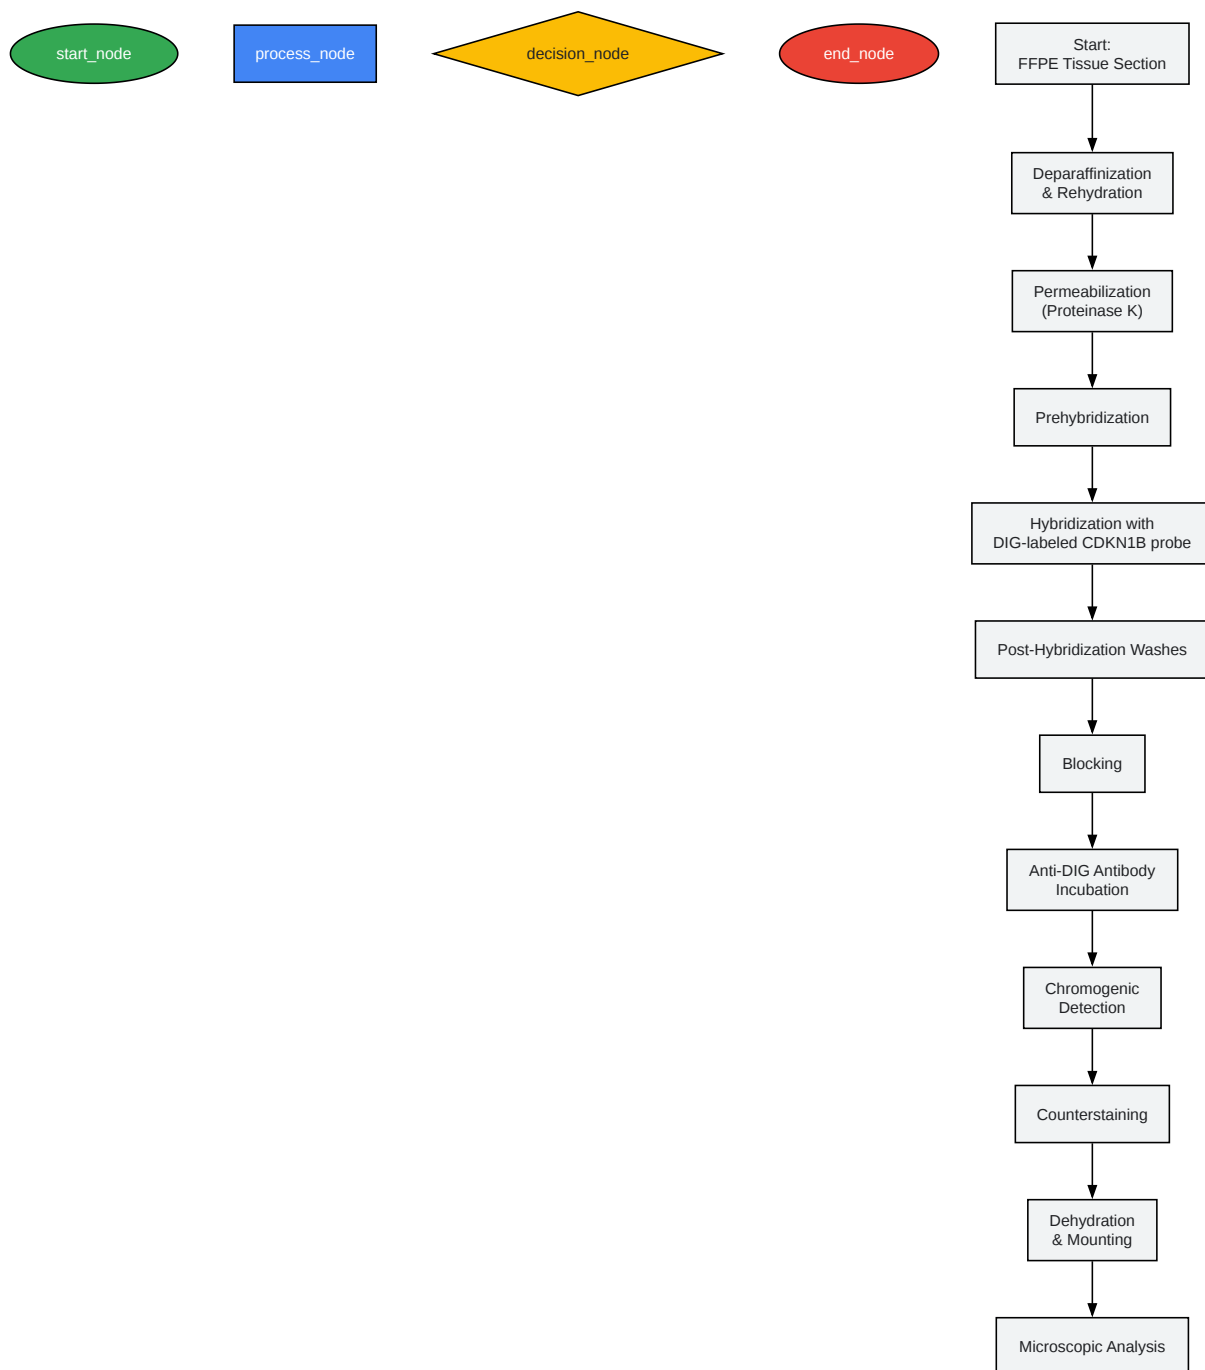 start_node
process_node
decision_node
end_node
Start:
FFPE Tissue Section
Deparaffinization
& Rehydration
Permeabilization
(Proteinase K)
Prehybridization
Hybridization with
DIG-labeled CDKN1B probe
Post-Hybridization Washes
Blocking
Anti-DIG Antibody
Incubation
Chromogenic
Detection
Counterstaining
Dehydration
& Mounting
Microscopic Analysis